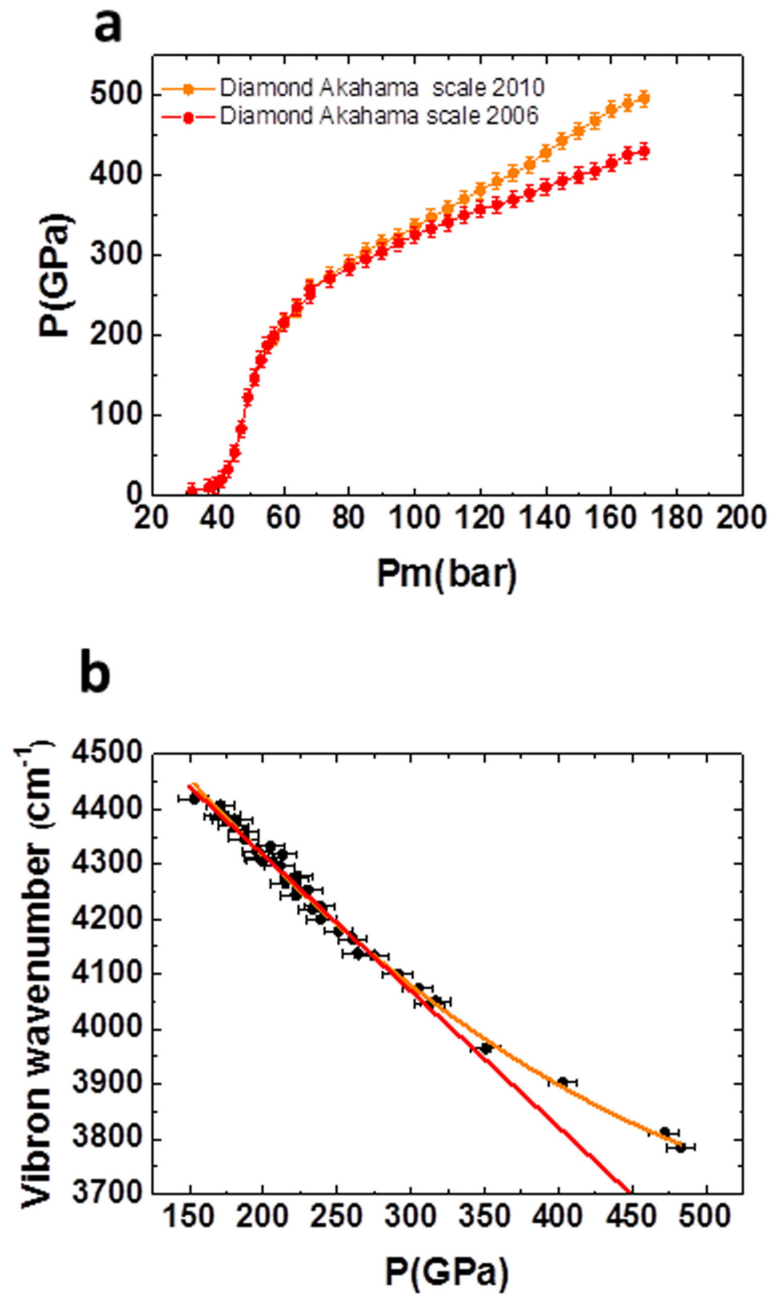 a
500
400
300
200
100
0
P(GPa)
Diamond Akahama scale 2010
Diamond Akahama scale 2006
20 40 60 80 100 120 140 160 180 200
Pm(bar)
b
4500
4400
4300
4200
4100
4000
3900
3800
3700
Vibron wavenumber (cm-1)
150 200 250 300 350 400 450 500
P(GPa)